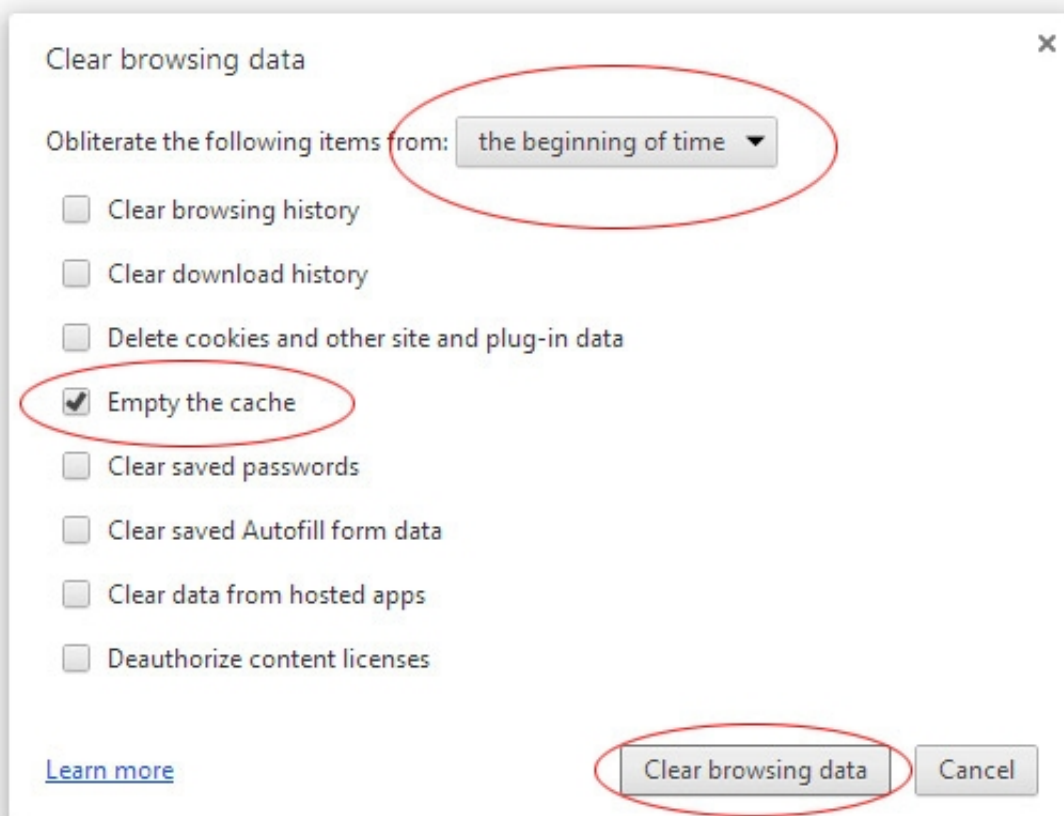 Clear browsing data
Obliterate the following items from: the beginning of time
Clear browsing history
Clear download history
Delete cookies and other site and plug-in data
Empty the cache
Clear saved passwords
Clear saved Autofill form data
Clear data from hosted apps
Deauthorize content licenses
Learn more Clear browsing data Cancel